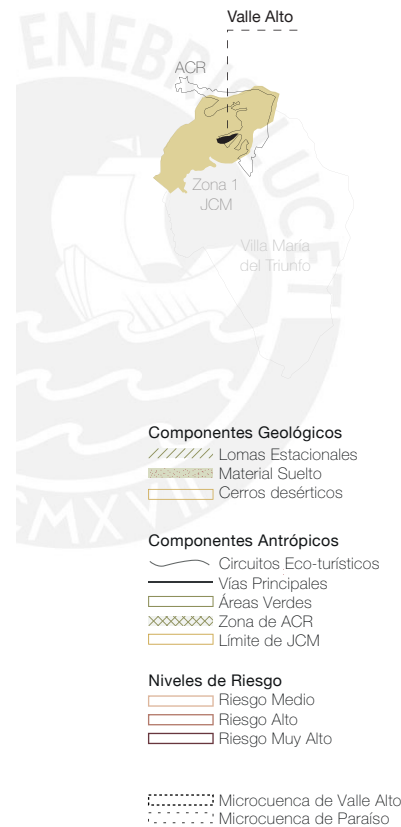 Valle Alto
ACR
Zona 1
JCM
Villa María
del Triunfo
Componentes Geológicos
Lomas Estacionales
Material Suelto
Cerros desérticos
Componentes Antrópicos
Circuitos Eco-turísticos
Vías Principales
Áreas Verdes
Zona de ACR
Límite de JCM
Niveles de Riesgo
Riesgo Medio
Riesgo Alto
Riesgo Muy Alto
Microcuenca de Valle Alto
Microcuenca de Paraíso